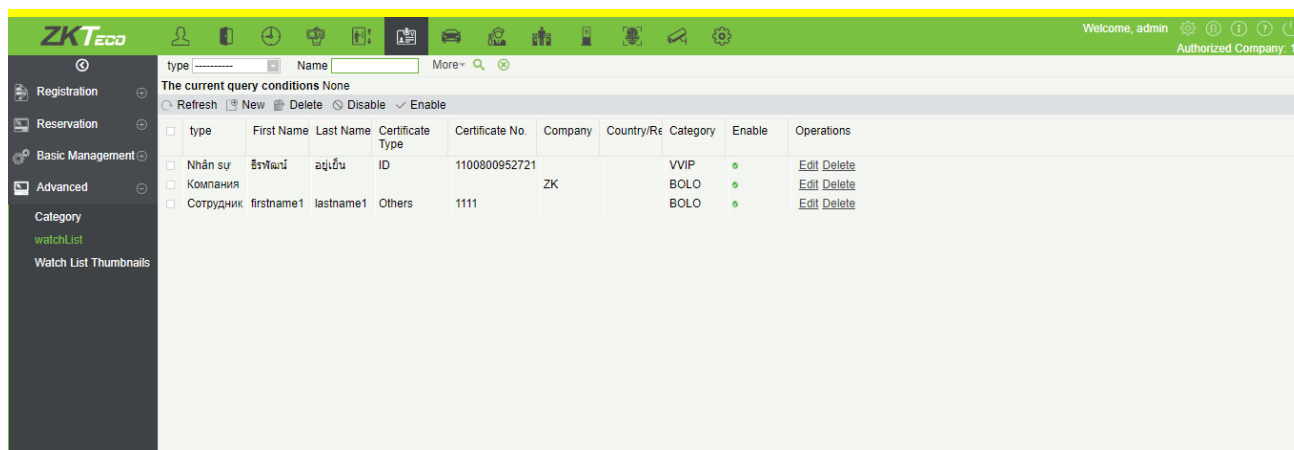 ZKTeco
Welcome, admin
Authorized Company: 1
type ---------- Name More
The current query conditions None
Refresh New Delete Disable Enable
Registration
Reservation
Basic Management
Advanced
Category
watchList
Watch List Thumbnails
type First Name Last Name Certificate Type Certificate No. Company Country/Re Category Enable Operations
Nhân sự ธีรพัฒน์ อยู่เย็น ID 1100800952721 VVIP Edit Delete
Компания ZK BOLO Edit Delete
Сотрудник firstname1 lastname1 Others 1111 BOLO Edit Delete